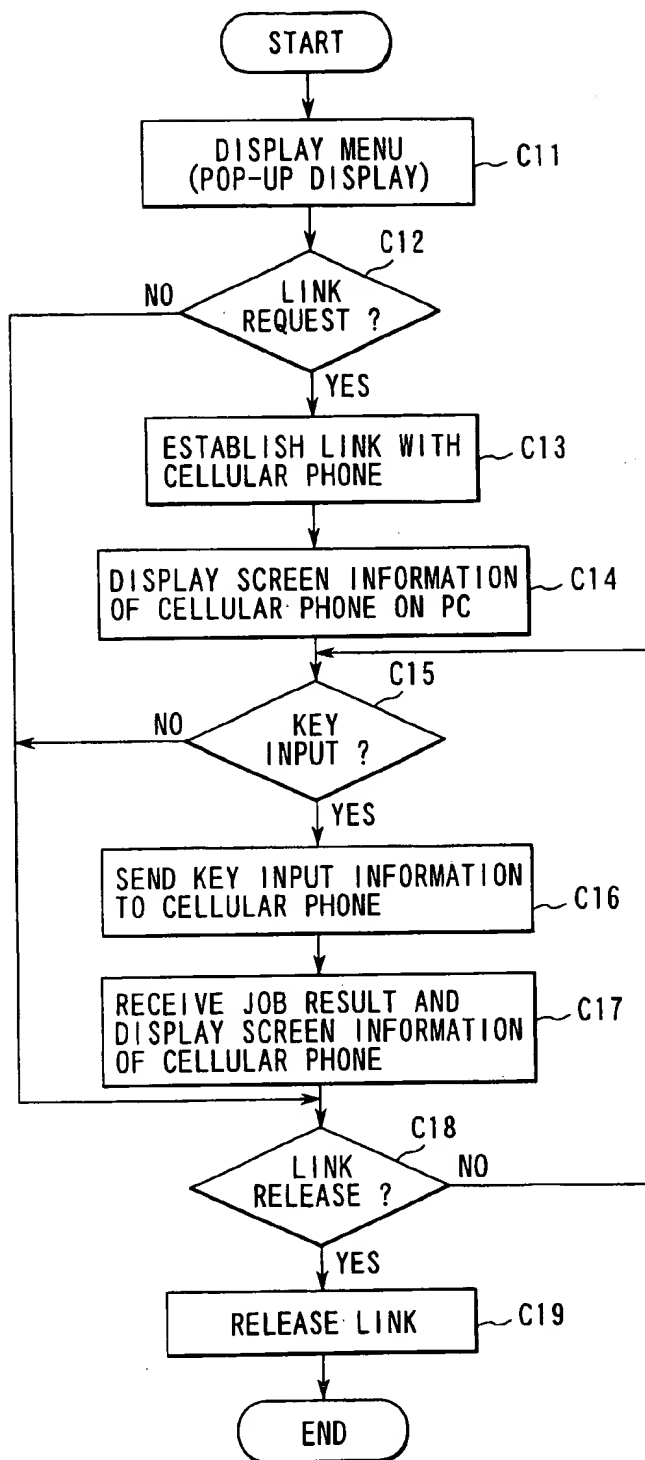 START
DISPLAY MENU
(POP-UP DISPLAY)
C11
C12
NO
LINK
REQUEST ?
YES
ESTABLISH LINK WITH
CELLULAR PHONE
C13
DISPLAY SCREEN INFORMATION
OF CELLULAR PHONE ON PC
C14
C15
NO
KEY
INPUT ?
YES
SEND KEY INPUT INFORMATION
TO CELLULAR PHONE
C16
RECEIVE JOB RESULT AND
DISPLAY SCREEN INFORMATION
OF CELLULAR PHONE
C17
C18
LINK
RELEASE ?
NO
YES
RELEASE LINK
C19
END